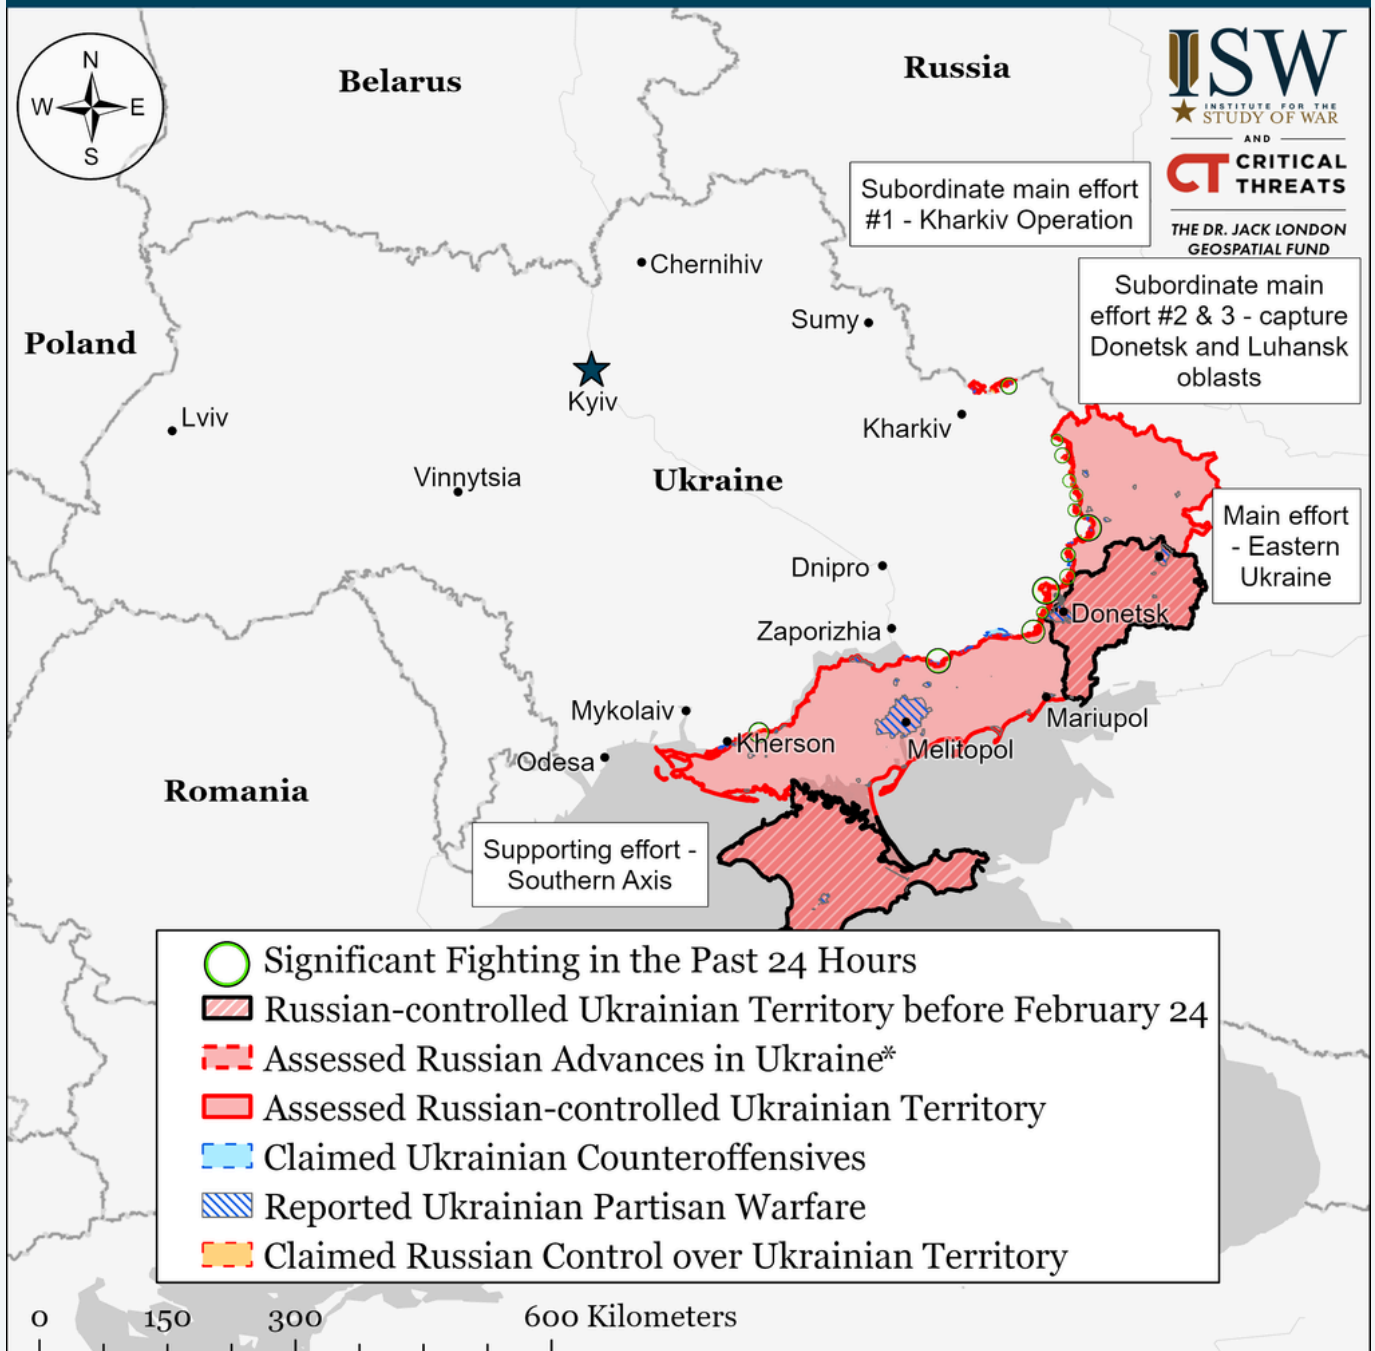 N
W
E
S
Belarus
Russia
ISW
INSTITUTE FOR THE
STUDY OF WAR
AND
CT CRITICAL
THREATS
THE DR. JACK LONDON
GEOSPATIAL FUND
Subordinate main effort
#1 - Kharkiv Operation
Subordinate main
effort #2 & 3 - capture
Donetsk and Luhansk
oblasts
Chernihiv
Sumy
Poland
Kyiv
Lviv
Kharkiv
Vinnytsia
Ukraine
Main effort
- Eastern
Ukraine
Dnipro
Donetsk
Zaporizhia
Mykolaiv
Mariupol
Kherson
Melitopol
Odesa
Romania
Supporting effort -
Southern Axis
Significant Fighting in the Past 24 Hours
Russian-controlled Ukrainian Territory before February 24
Assessed Russian Advances in Ukraine*
Assessed Russian-controlled Ukrainian Territory
Claimed Ukrainian Counteroffensives
Reported Ukrainian Partisan Warfare
Claimed Russian Control over Ukrainian Territory
0 150 300 600 Kilometers